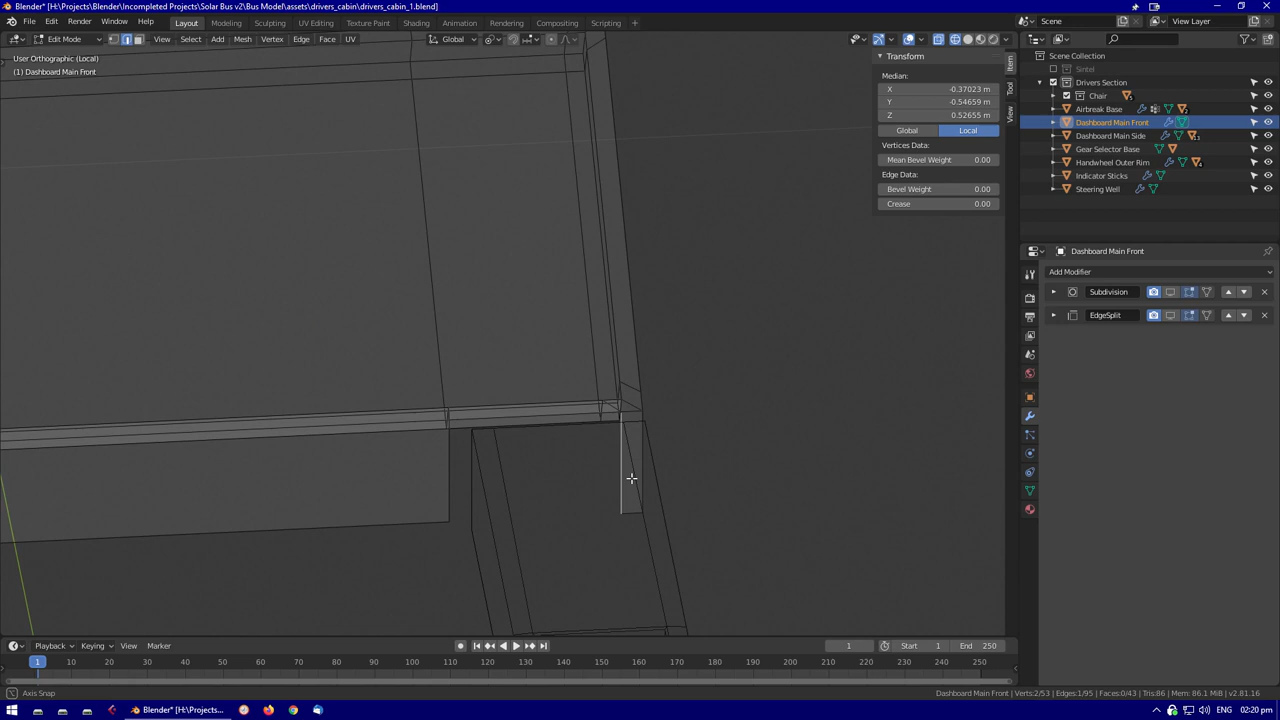 Blender* [H:\Projects\Blender\Incompleted Projects\Solar Bus v2\Bus Model\assets\drivers_cabin\drivers_cabin_1.blend]
File Edit Render Window Help Layout Modeling Sculpting UV Editing Texture Paint Shading Animation Rendering Compositing Scripting + Scene View Layer
Edit Mode View Select Add Mesh Vertex Edge Face UV Global
User Orthographic (Local)
(1) Dashboard Main Front
Transform
Median:
X -0.37023 m
Y -0.54659 m
Z 0.52655 m
Global Local
Vertices Data:
Mean Bevel Weight 0.00
Edge Data:
Bevel Weight 0.00
Crease 0.00
Item
Tool
View
Scene Collection
Sintel
Drivers Section
Chair
Airbreak Base
Dashboard Main Front
Dashboard Main Side
Gear Selector Base
Handwheel Outer Rim
Indicator Sticks
Steering Well
Dashboard Main Front
Add Modifier
Subdivision
EdgeSplit
Playback Keying View Marker 1 Start 1 End 250
1 10 20 30 40 50 60 70 80 90 100 110 120 130 140 150 160 170 180 190 200 210 220 230 240 250
Axis Snap Dashboard Main Front | Verts:2/53 | Edges:1/95 | Faces:0/43 | Tris:86 | Mem: 86.1 MiB | v2.81.16
Blender* [H:\Projects... ENG 02:20 pm